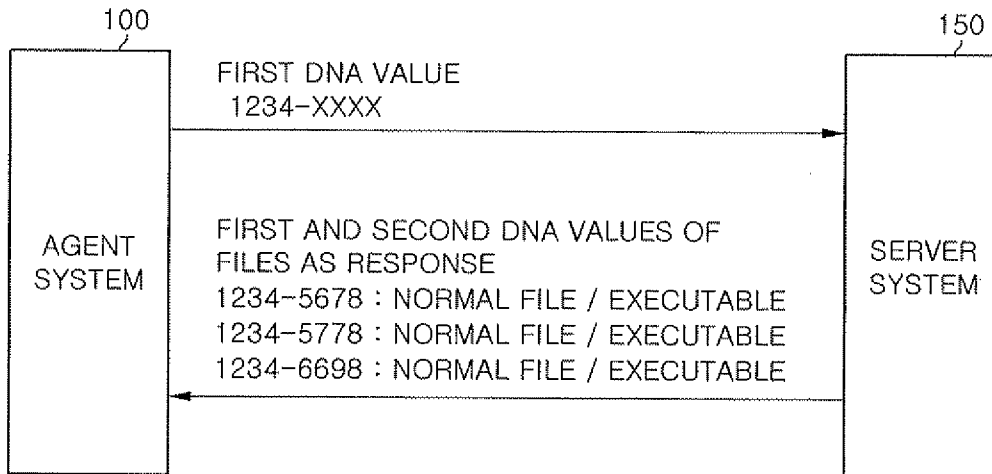 100
150
FIRST DNA VALUE
1234-XXXX
AGENT
SYSTEM
FIRST AND SECOND DNA VALUES OF
FILES AS RESPONSE
1234-5678 : NORMAL FILE / EXECUTABLE
1234-5778 : NORMAL FILE / EXECUTABLE
1234-6698 : NORMAL FILE / EXECUTABLE
SERVER
SYSTEM